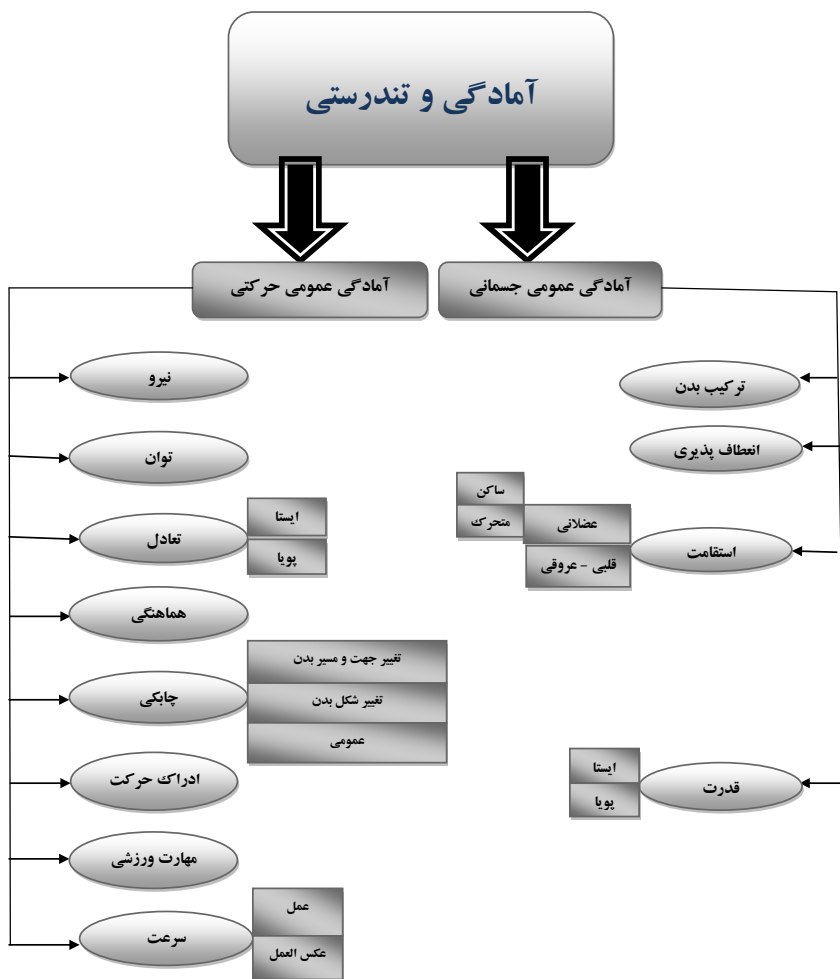 آمادگی و تندرستی
آمادگی عمومی جسمانی
آمادگی عمومی حرکتی
ترکیب بدن
انعطاف پذیری
استقامت
عضلانی
ساکن
متحرک
قلبی - عروقی
قدرت
ایستا
پویا
نیرو
توان
تعادل
ایستا
پویا
هماهنگی
چابکی
تغییر جهت و مسیر بدن
تغییر شکل بدن
عمومی
ادراک حرکت
مهارت ورزشی
سرعت
عمل
عکس العمل